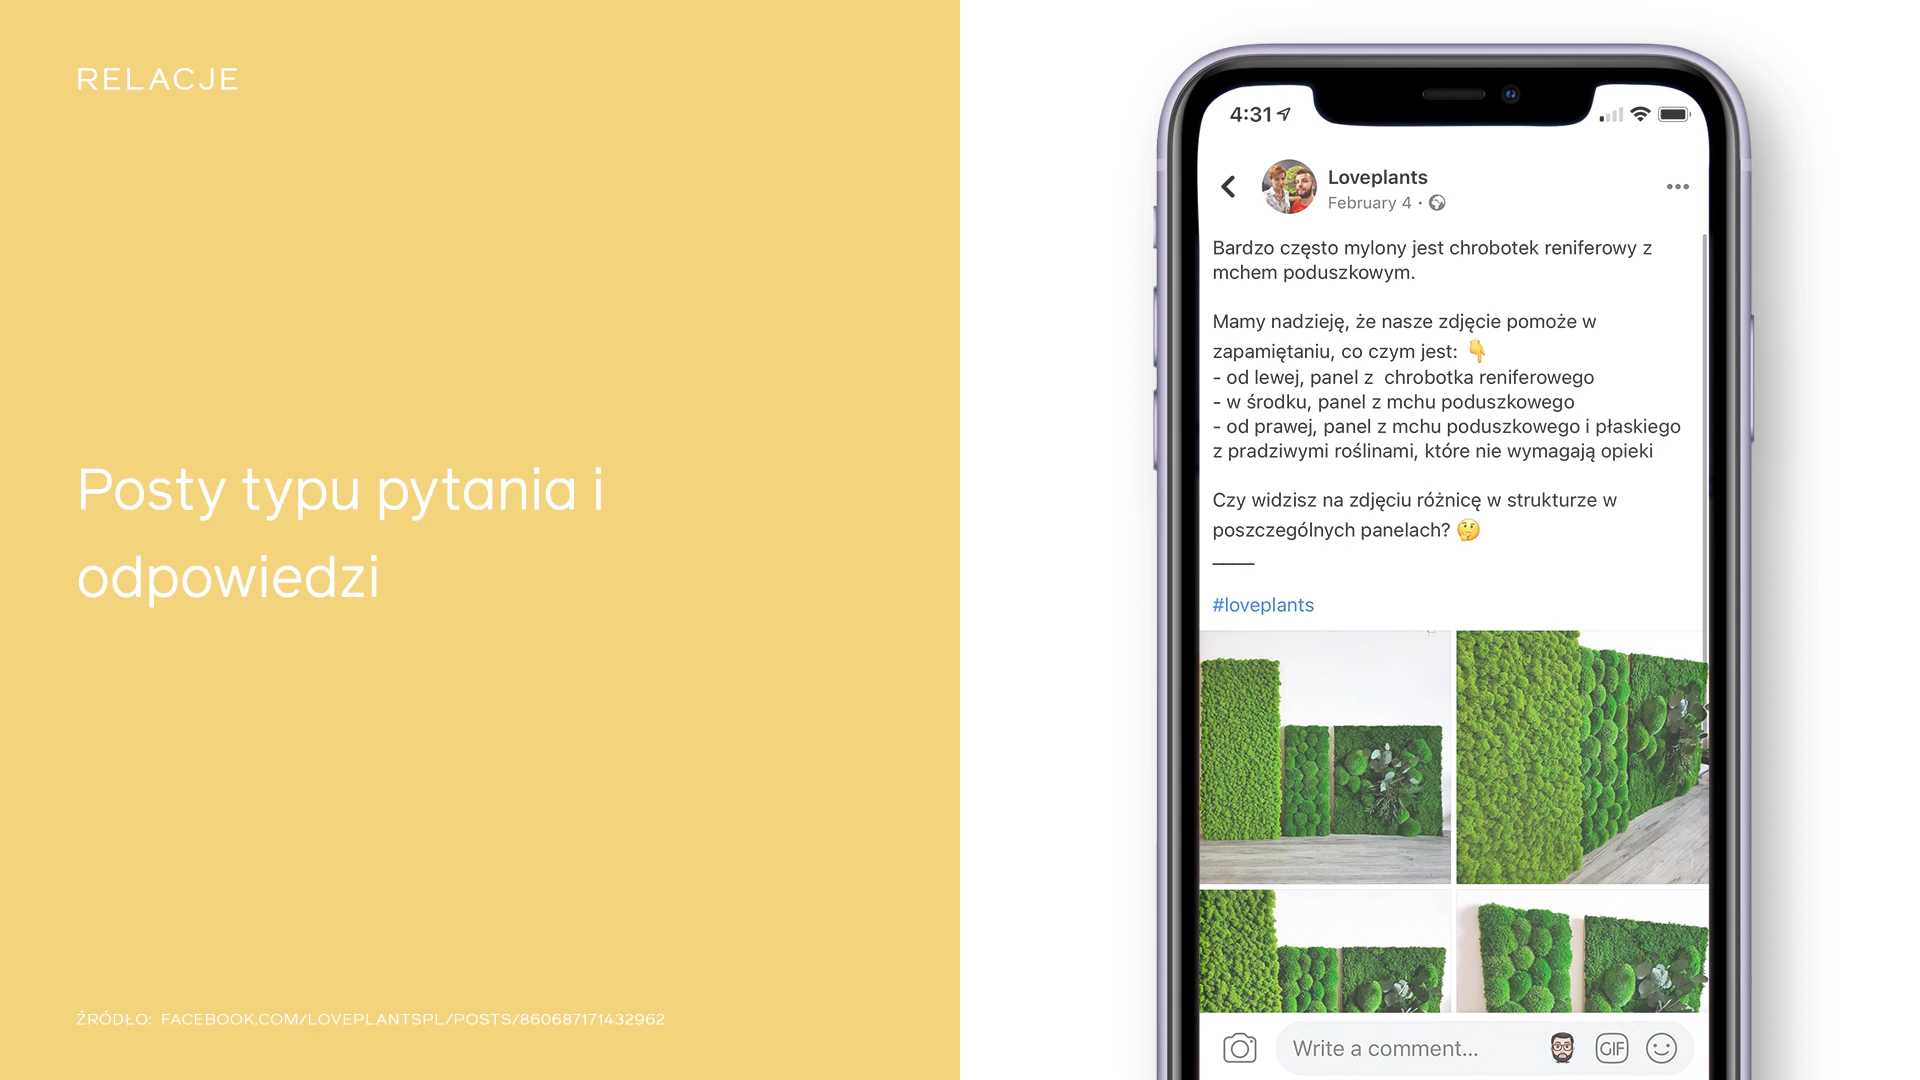 RELACJE
Posty typu pytania i
odpowiedzi
ŹRÓDŁO: FACEBOOK.COM/LOVEPLANTSPL/POSTS/860687171432962
4:31
Loveplants
February 4 ·
Bardzo często mylony jest chrobotek reniferowy z
mchem poduszkowym.
Mamy nadzieję, że nasze zdjęcie pomoże w
zapamiętaniu, co czym jest: 👇
- od lewej, panel z  chrobotka reniferowego
- w środku, panel z mchu poduszkowego
- od prawej, panel z mchu poduszkowego i płaskiego
z pradziwymi roślinami, które nie wymagają opieki
Czy widzisz na zdjęciu różnicę w strukturze w
poszczególnych panelach? 🤔
____
#loveplants
Write a comment...
GIF